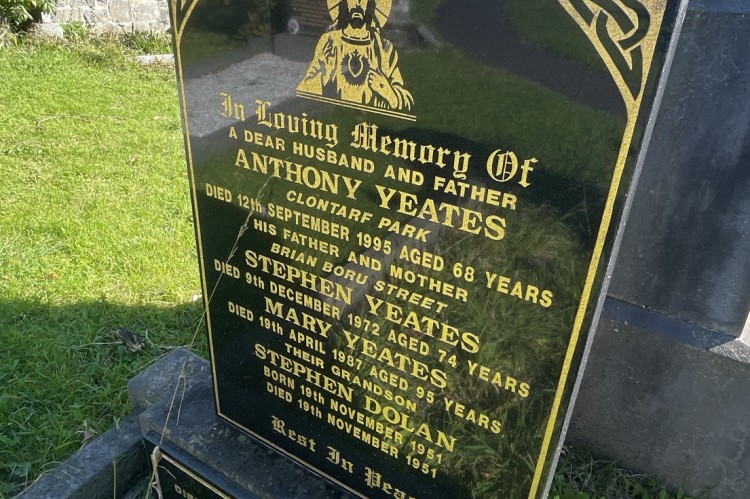 In Loving Memory Of
A DEAR HUSBAND AND FATHER
ANTHONY YEATES
CLONTARF PARK
DIED 12th SEPTEMBER 1995 AGED 68 YEARS
HIS FATHER AND MOTHER
BRIAN BORU STREET
STEPHEN YEATES
DIED 9th DECEMBER 1972 AGED 74 YEARS
MARY YEATES
DIED 19th APRIL 1987 AGED 95 YEARS
THEIR GRANDSON
STEPHEN DOLAN
BORN 19th NOVEMBER 1951
DIED 19th NOVEMBER 1951
Rest In Peace
DIED